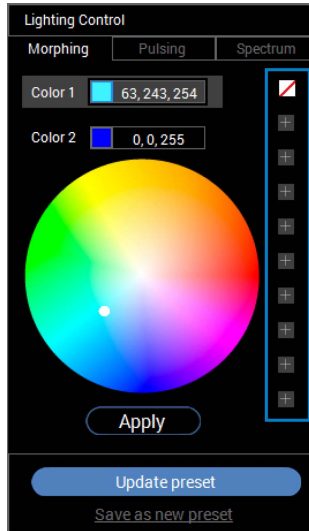 Lighting Control
Morphing Pulsing Spectrum
Color 1 63, 243, 254
Color 2 0, 0, 255
Apply
Update preset
Save as new preset